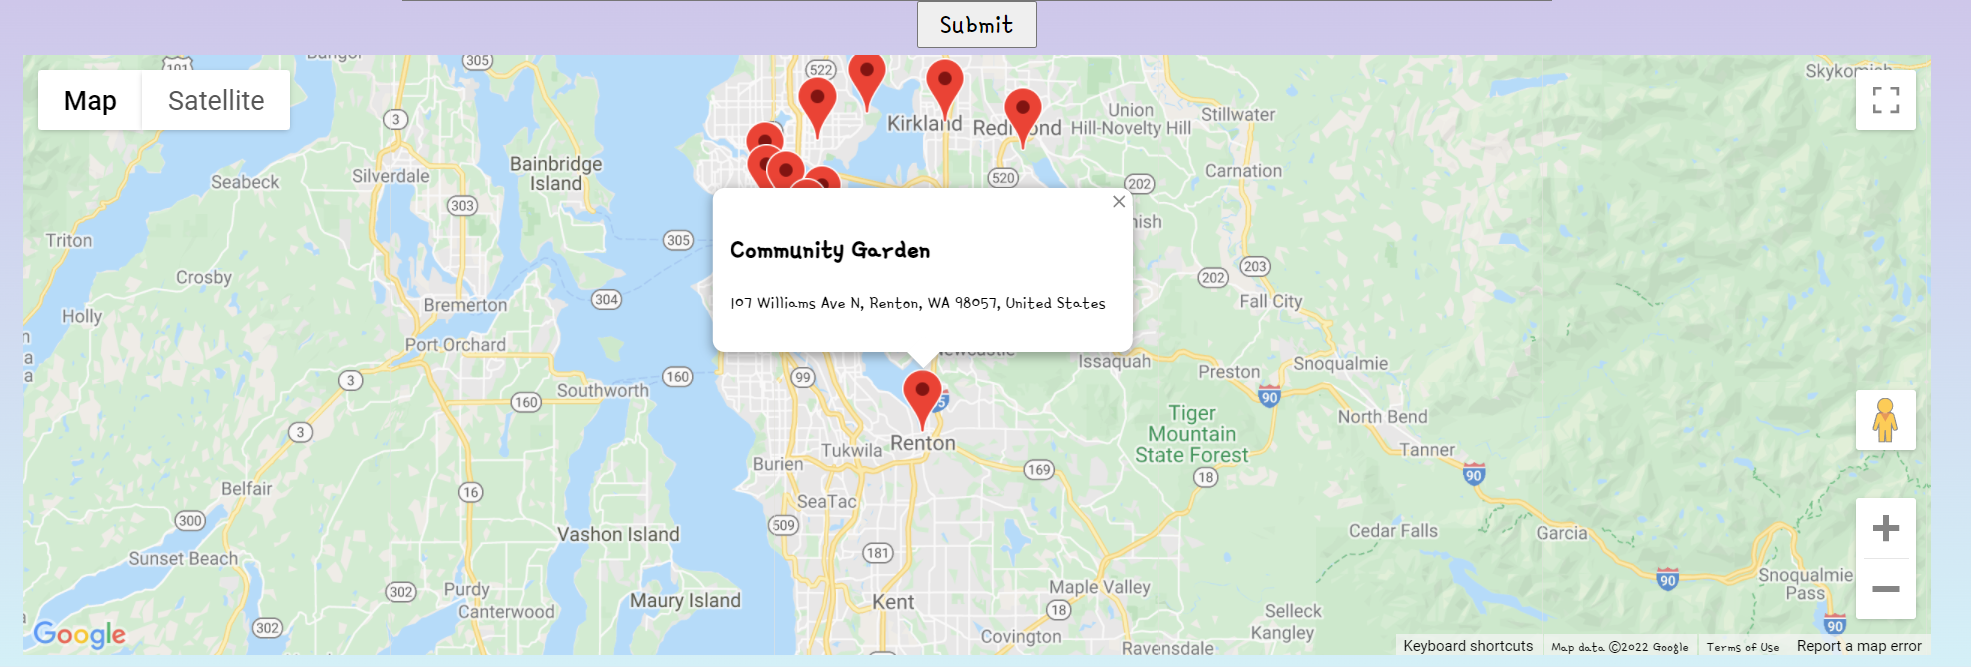 Submit
Map
Satellite
Bangor
305
101
3
522
Kirkland
Redmond
Union
Hill-Novelty Hill
Stillwater
Skykomish
Bainbridge
Island
Silverdale
Seabeck
303
520
202
Carnation
Triton
305
Crosby
304
Bremerton
Holly
Port Orchard
Community Garden
107 Williams Ave N, Renton, WA 98057, United States
203
202
Fall City
Newcastle
Issaquah
Preston
Snoqualmie
3
160
Southworth
160
99
90
North Bend
Tiger
Mountain
State Forest
Tanner
3
Renton
Tukwila
Burien
169
18
90
Belfair
16
SeaTac
300
509
Vashon Island
Cedar Falls
Garcia
Sunset Beach
181
302
Purdy
Canterwood
Maury Island
Kent
Maple Valley
18
90
Snoqualmie
Pass
Selleck
Kangley
90
302
Covington
Ravensdale
Google
Keyboard shortcuts
Map data ©2022 Google
Terms of Use
Report a map error